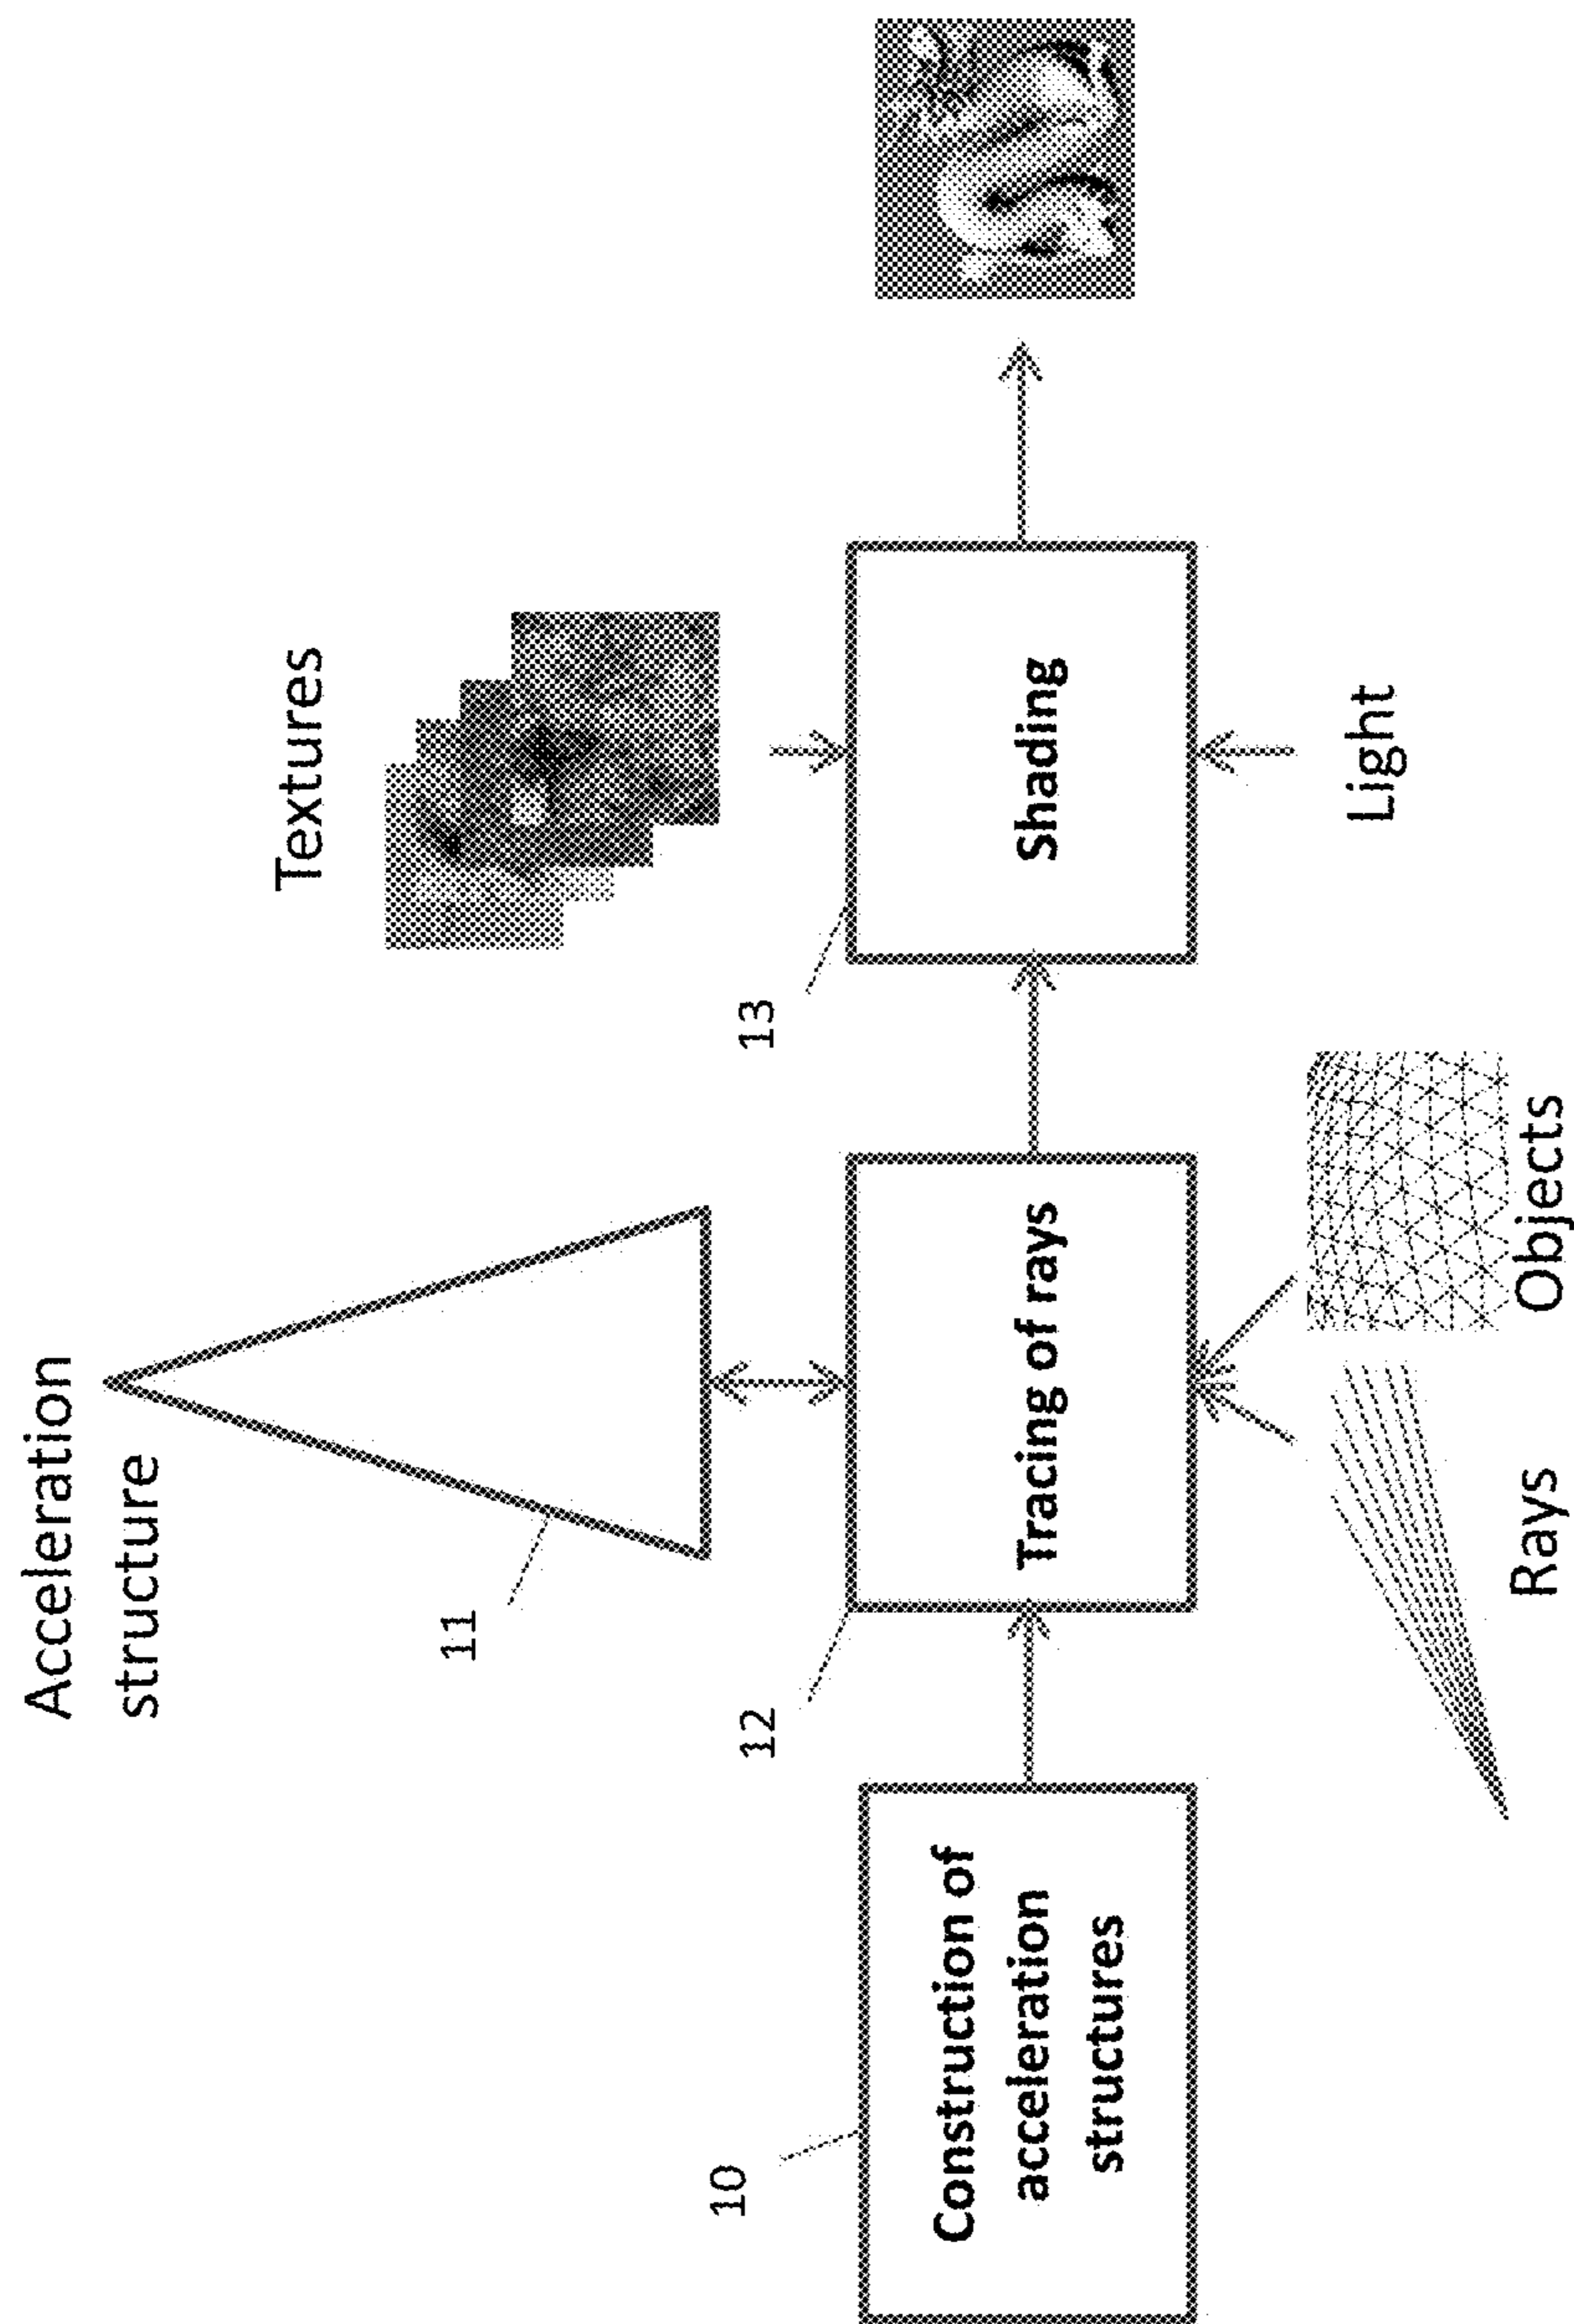 Acceleration
structure
Textures
11
12
13
10
Construction of
acceleration
structures
Tracing of rays
Shading
Rays
Objects
Light